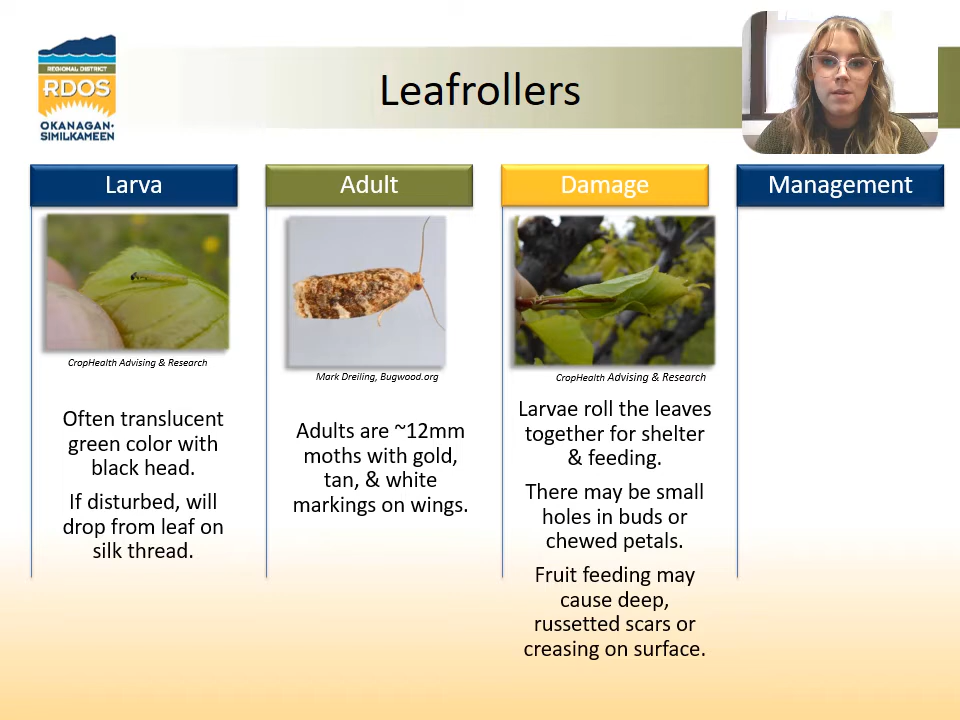 REGIONAL DISTRICT
RDOS
OKANAGAN·
SIMILKAMEEN
Leafrollers
Larva
CropHealth Advising & Research
Often translucent
green color with
black head.
If disturbed, will
drop from leaf on
silk thread.
Adult
Mark Dreiling, Bugwood.org
Adults are ~12mm
moths with gold,
tan, & white
markings on wings.
Damage
CropHealth Advising & Research
Larvae roll the leaves
together for shelter
& feeding.
There may be small
holes in buds or
chewed petals.
Fruit feeding may
cause deep,
russetted scars or
creasing on surface.
Management